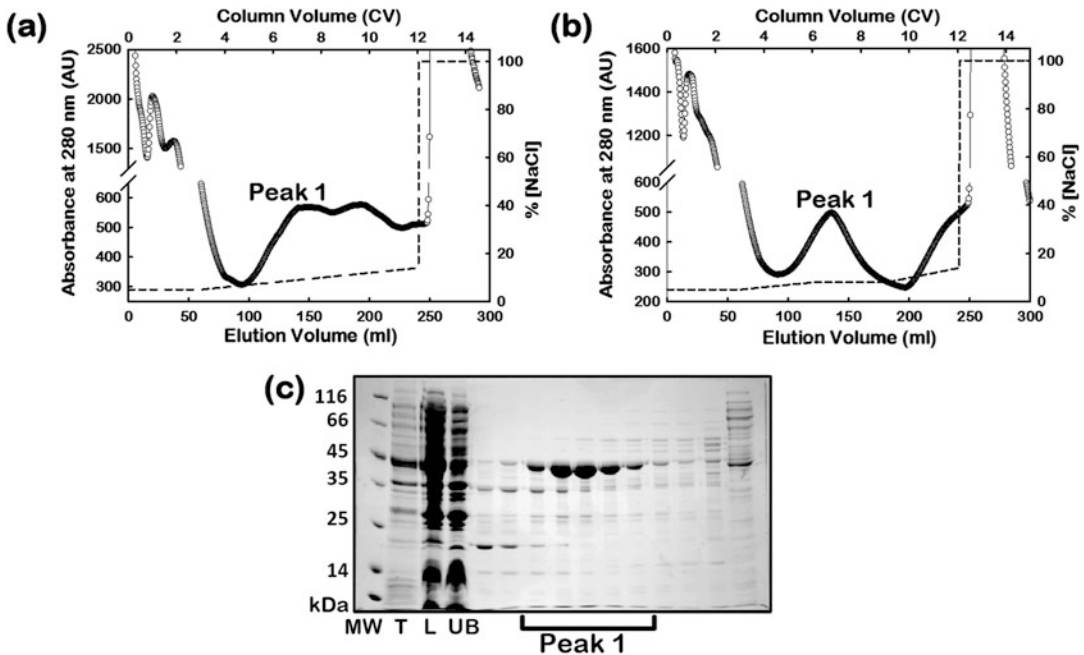 (a)
Column Volume (CV)
0 2 4 6 8 10 12 14
Absorbance at 280 nm (AU)
2500
2000
1500
600
500
400
300
Peak 1
100
80
60
40
20
0
% [NaCl]
0 50 100 150 200 250 300
Elution Volume (ml)
(b)
Column Volume (CV)
0 2 4 6 8 10 12 14
Absorbance at 280 nm (AU)
1600
1400
1200
600
500
400
300
200
Peak 1
100
80
60
40
20
0
% [NaCl]
0 50 100 150 200 250 300
Elution Volume (ml)
(c)
116
66
45
35
25
14
kDa
MW T L UB
Peak 1